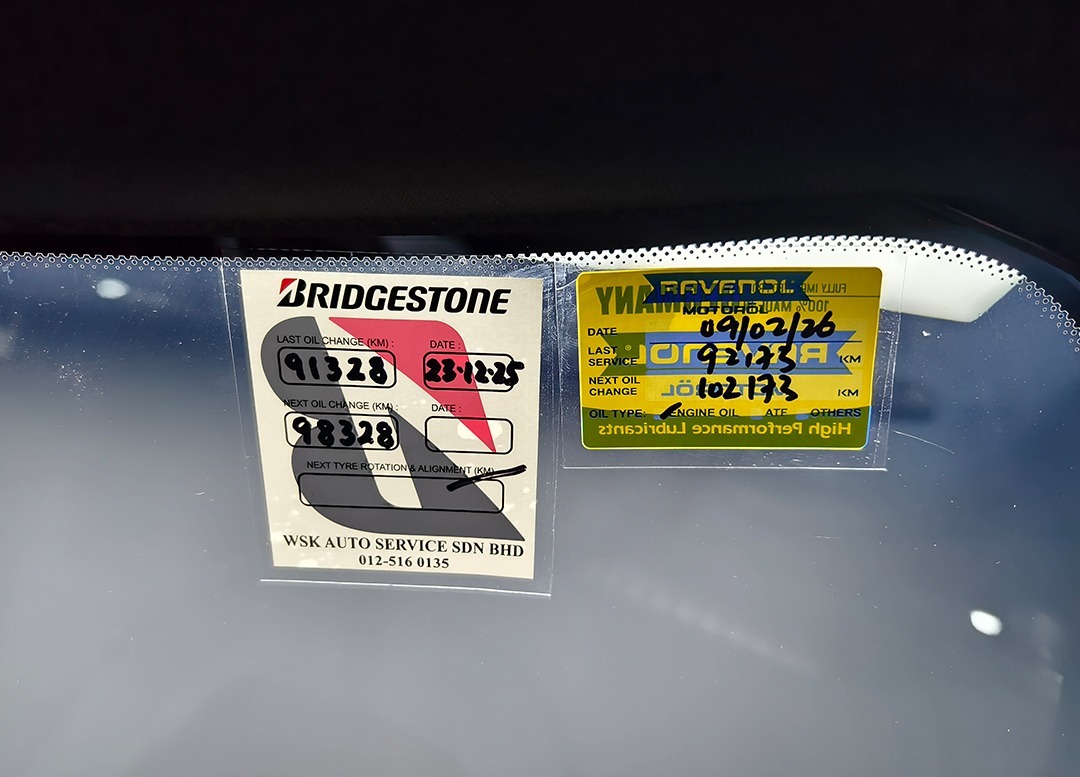 BRIDGESTONE
LAST OIL CHANGE (KM) : DATE :
91328 23.12.25
NEXT OIL CHANGE (KM) : DATE :
98328
NEXT TYRE ROTATION & ALIGNMENT (KM)
WSK AUTO SERVICE SDN BHD
012-516 0135
MOTORÖL
DATE 09/02/26
LAST SERVICE 92173 KM
NEXT OIL CHANGE 102173 KM
OIL TYPE: ENGINE OIL ATF OTHERS
High Performance Lubricants